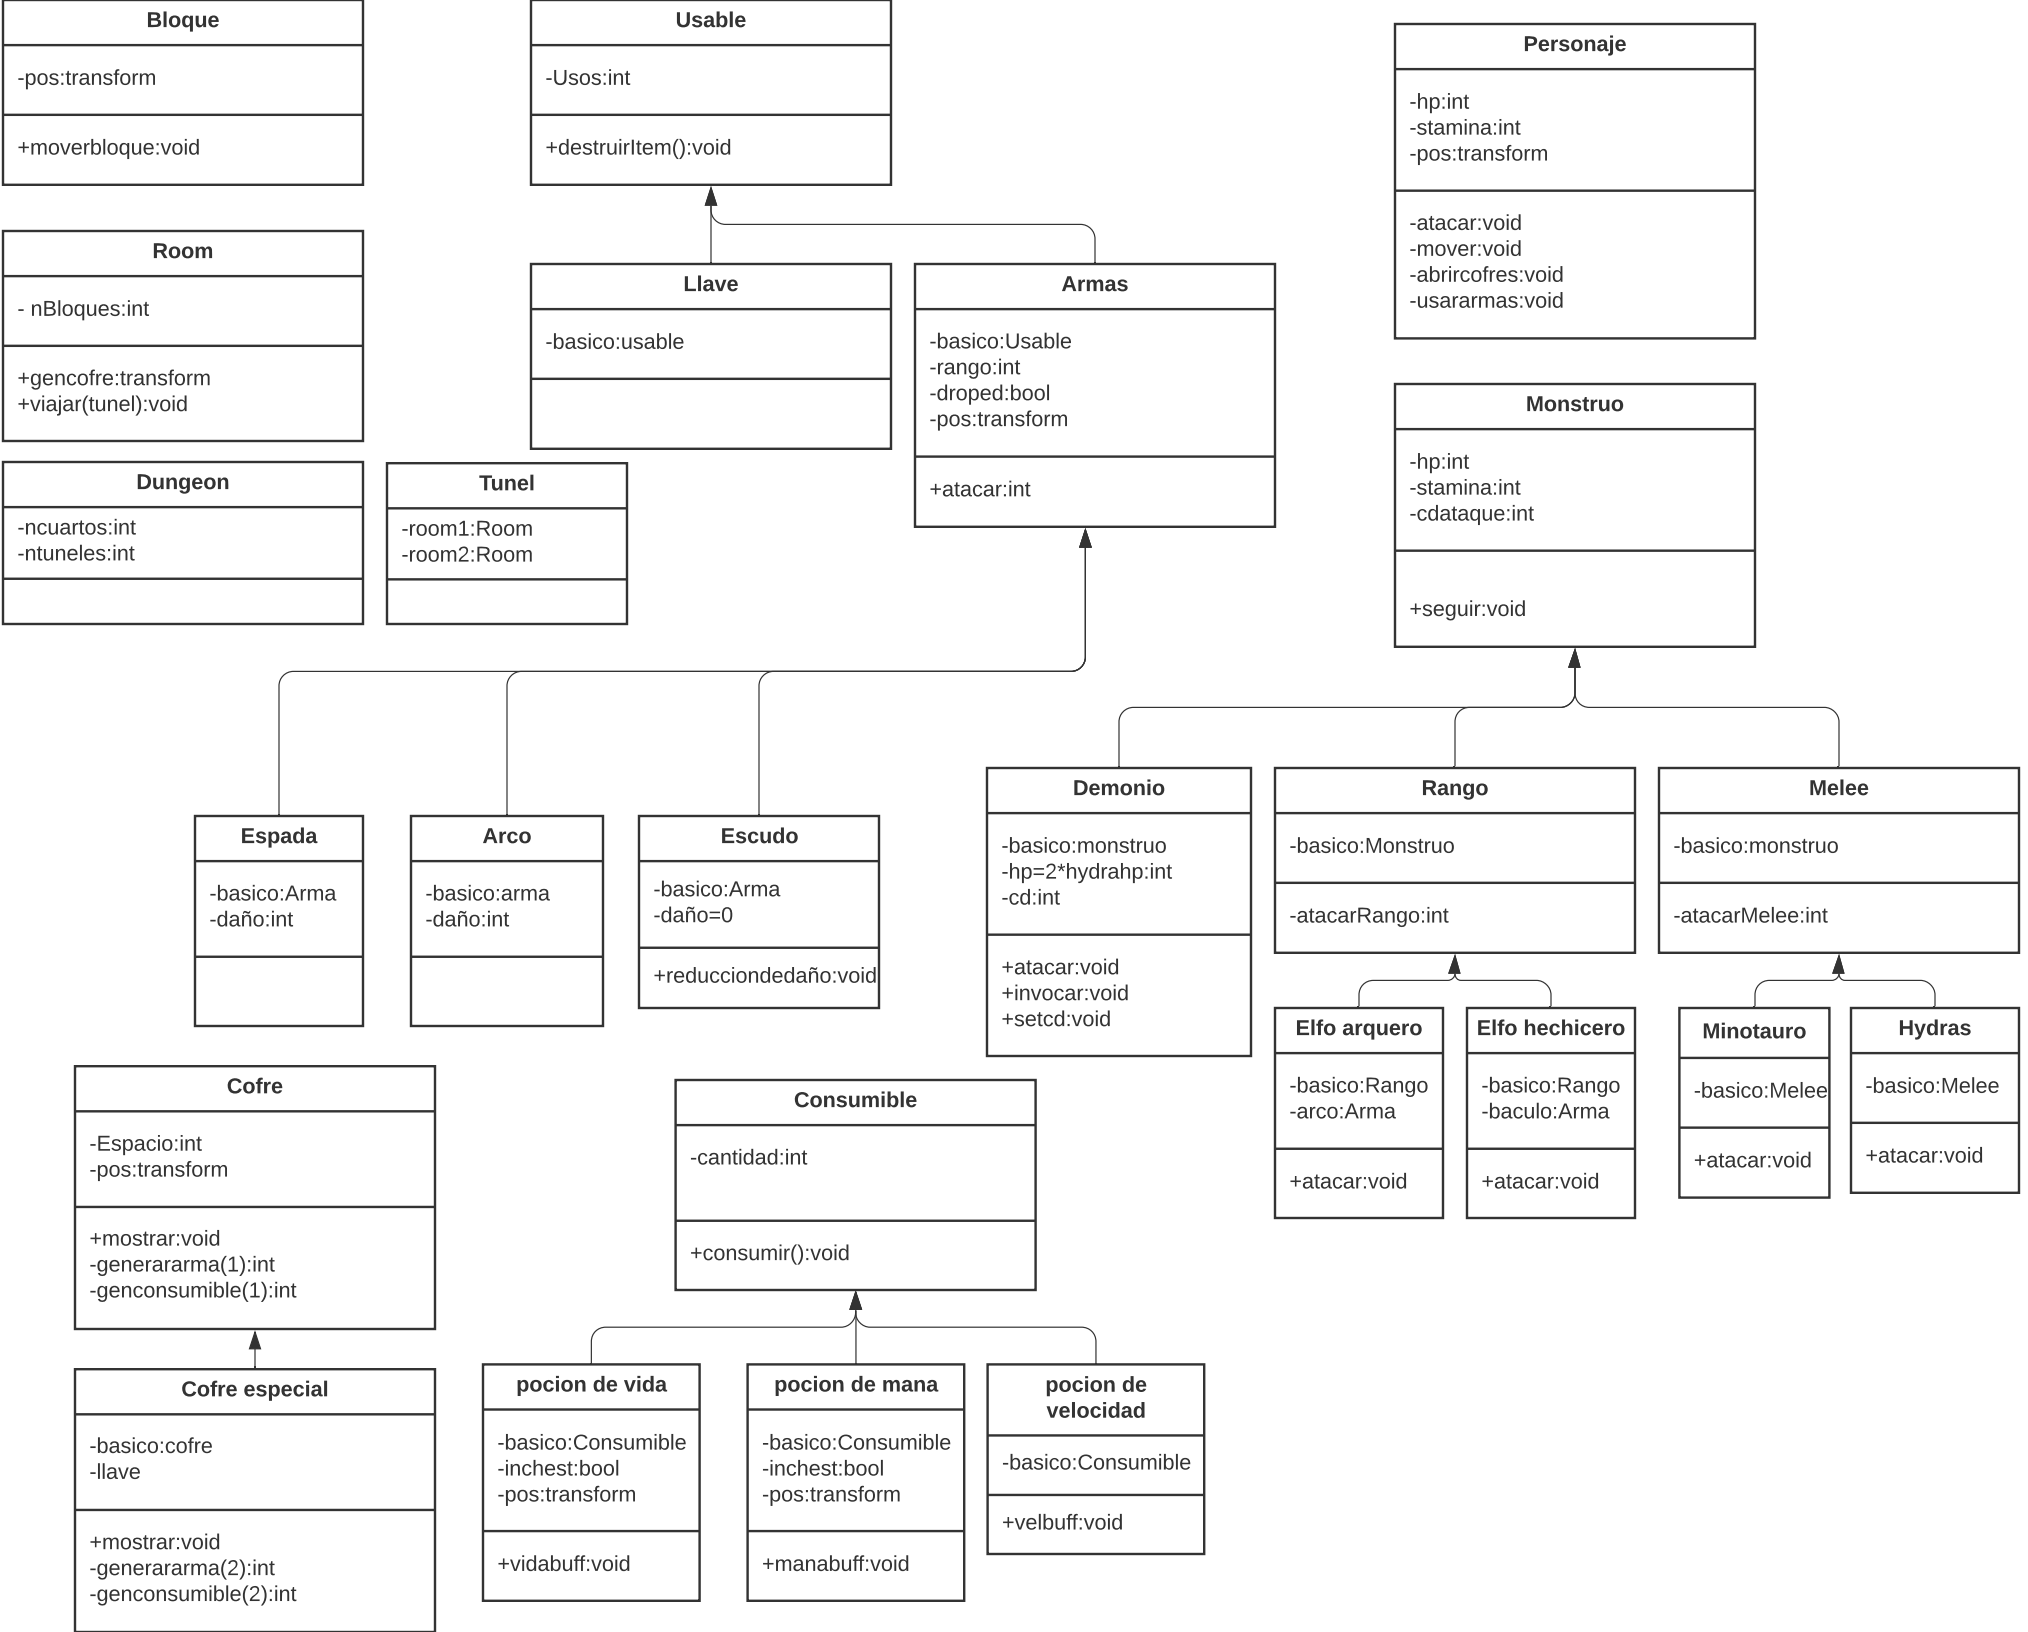 Bloque
-pos:transform
+moverbloque:void
Usable
-Usos:int
+destruirItem():void
Personaje
-hp:int
-stamina:int
-pos:transform
-atacar:void
-mover:void
-abrircofres:void
-usararmas:void
Room
- nBloques:int
+gencofre:transform
+viajar(tunel):void
Llave
-basico:usable
Armas
-basico:Usable
-rango:int
-droped:bool
-pos:transform
+atacar:int
Monstruo
-hp:int
-stamina:int
-cdataque:int
+seguir:void
Dungeon
-ncuartos:int
-ntuneles:int
Tunel
-room1:Room
-room2:Room
Espada
-basico:Arma
-daño:int
Arco
-basico:arma
-daño:int
Escudo
-basico:Arma
-daño=0
+reducciondedaño:void
Demonio
-basico:monstruo
-hp=2*hydrahp:int
-cd:int
+atacar:void
+invocar:void
+setcd:void
Rango
-basico:Monstruo
-atacarRango:int
Melee
-basico:monstruo
-atacarMelee:int
Elfo arquero
-basico:Rango
-arco:Arma
+atacar:void
Elfo hechicero
-basico:Rango
-baculo:Arma
+atacar:void
Minotauro
-basico:Melee
+atacar:void
Hydras
-basico:Melee
+atacar:void
Cofre
-Espacio:int
-pos:transform
+mostrar:void
-generararma(1):int
-genconsumible(1):int
Consumible
-cantidad:int
+consumir():void
Cofre especial
-basico:cofre
-llave
+mostrar:void
-generararma(2):int
-genconsumible(2):int
pocion de vida
-basico:Consumible
-inchest:bool
-pos:transform
+vidabuff:void
pocion de mana
-basico:Consumible
-inchest:bool
-pos:transform
+manabuff:void
pocion de
velocidad
-basico:Consumible
+velbuff:void